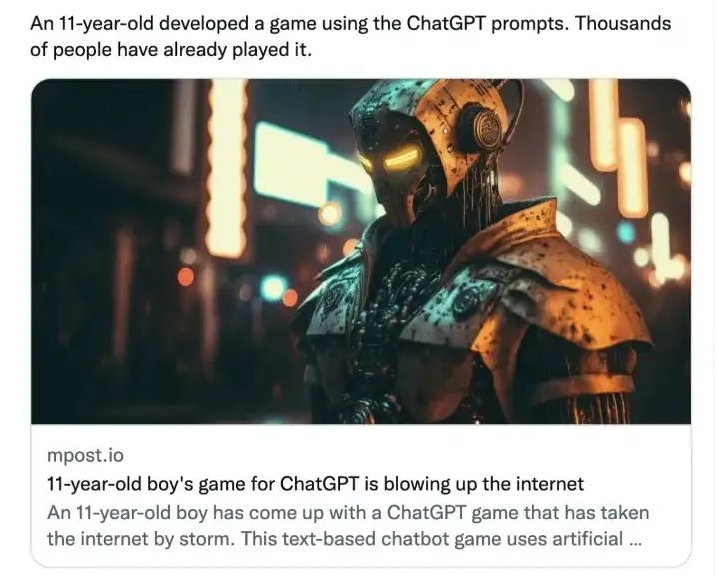 An 11-year-old developed a game using the ChatGPT prompts. Thousands
of people have already played it.
mpost.io
11-year-old boy's game for ChatGPT is blowing up the internet
An 11-year-old boy has come up with a ChatGPT game that has taken
the internet by storm. This text-based chatbot game uses artificial ...